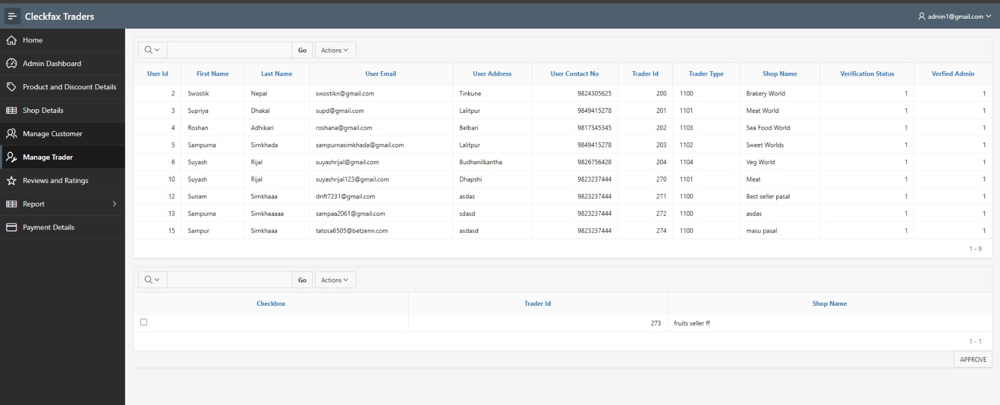 Cleckfax Traders
admin1@gmail.com
Home
Admin Dashboard
Product and Discount Details
Shop Details
Manage Customer
Manage Trader
Reviews and Ratings
Report
Payment Details
Go Actions
User Id First Name Last Name User Email User Address User Contact No Trader Id Trader Type Shop Name Verification Status Verfied Admin
2 Swostik Nepal swostikn@gmail.com Tinkune 9824305625 200 1100 Brakery World 1 1
3 Supriya Dhakal supd@gmail.com Lalitpur 9849415278 201 1101 Meat World 1 1
4 Roshan Adhikari roshana@gmail.com Belbari 9817345345 202 1103 Sea Food World 1 1
5 Sampurna Simkhada sampurnasimkhada@gmail.com Lalitpur 9849415278 203 1102 Sweet Worlds 1 1
6 Suyash Rijal suyashrijal@gmail.com Budhanilkantha 9826756428 204 1104 Veg World 1 1
10 Suyash Rijal suyashrijal123@gmail.com Dhapshi 9823237444 270 1101 Meat 1 1
12 Sunam Simkhaaa drift7231@gmail.com asdas 9823237444 271 1100 Best seller pasal 1 1
13 Sampurna Simkhaaaaa sampaa2061@gmail.com sdasd 9823237444 272 1100 asdas 1 1
15 Sampur Simkhaaa tatosa6505@betzenn.com asdasd 9823237444 274 1100 masu pasal 1 1
1 - 9
Go Actions
Checkbox Trader Id Shop Name
273 fruits seller ff
1 - 1
APPROVE